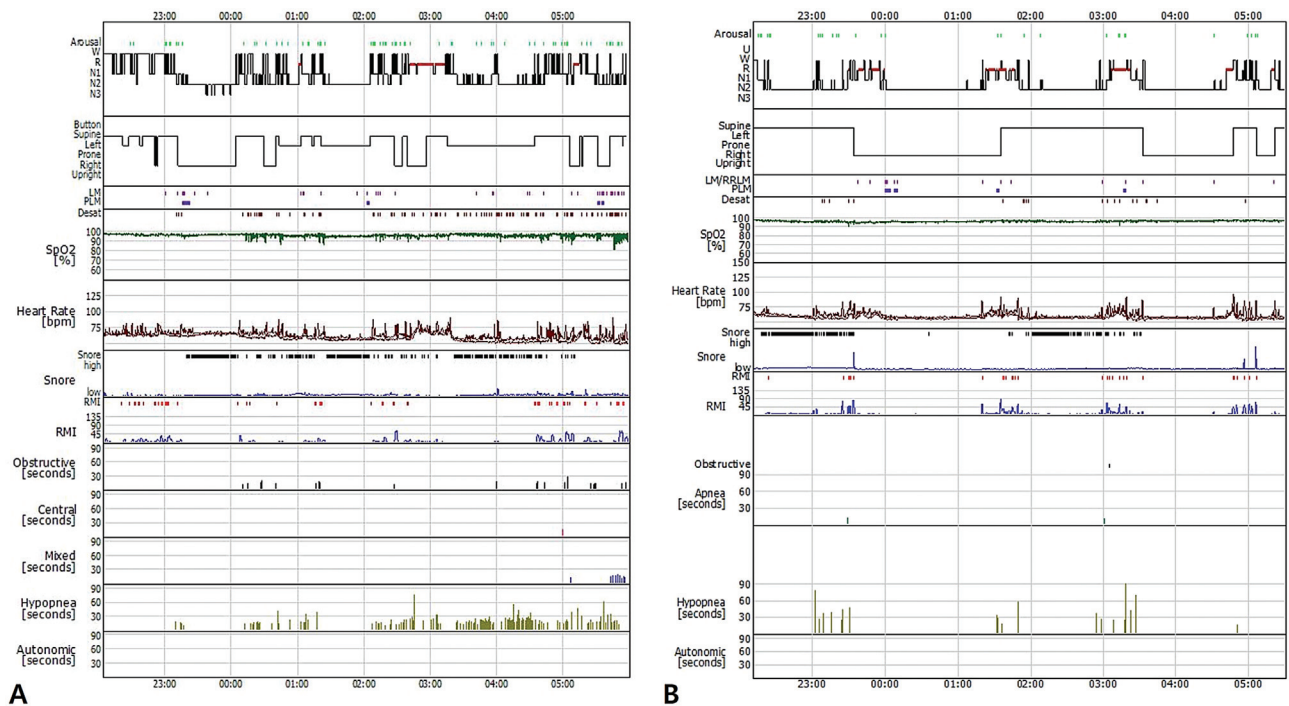 23:00 00:00 01:00 02:00 03:00 04:00 05:00
Arousal
W
R
N1
N2
N3
Button
Supine
Left
Prone
Right
Upright
LM
PLM
Desat
100
90
80
70
60
SpO2
[%]
125
100
75
Heart Rate
[bpm]
Snore
high
Snore
low
RMI
135
90
45
RMI
90
60
30
Obstructive
[seconds]
90
60
30
Central
[seconds]
90
60
30
Mixed
[seconds]
90
60
30
Hypopnea
[seconds]
90
60
30
Autonomic
[seconds]
23:00 00:00 01:00 02:00 03:00 04:00 05:00
A
23:00 00:00 01:00 02:00 03:00 04:00 05:00
Arousal
U
W
R
N1
N2
N3
Supine
Left
Prone
Right
Upright
LM/RRLM
PLM
Desat
100
90
80
70
60
SpO2
[%]
150
125
100
75
Heart Rate
[bpm]
Snore
high
Snore
low
RMI
135
90
45
RMI
Obstructive
90
60
30
Apnea
[seconds]
90
60
30
Hypopnea
[seconds]
90
60
30
Autonomic
[seconds]
23:00 00:00 01:00 02:00 03:00 04:00 05:00
B